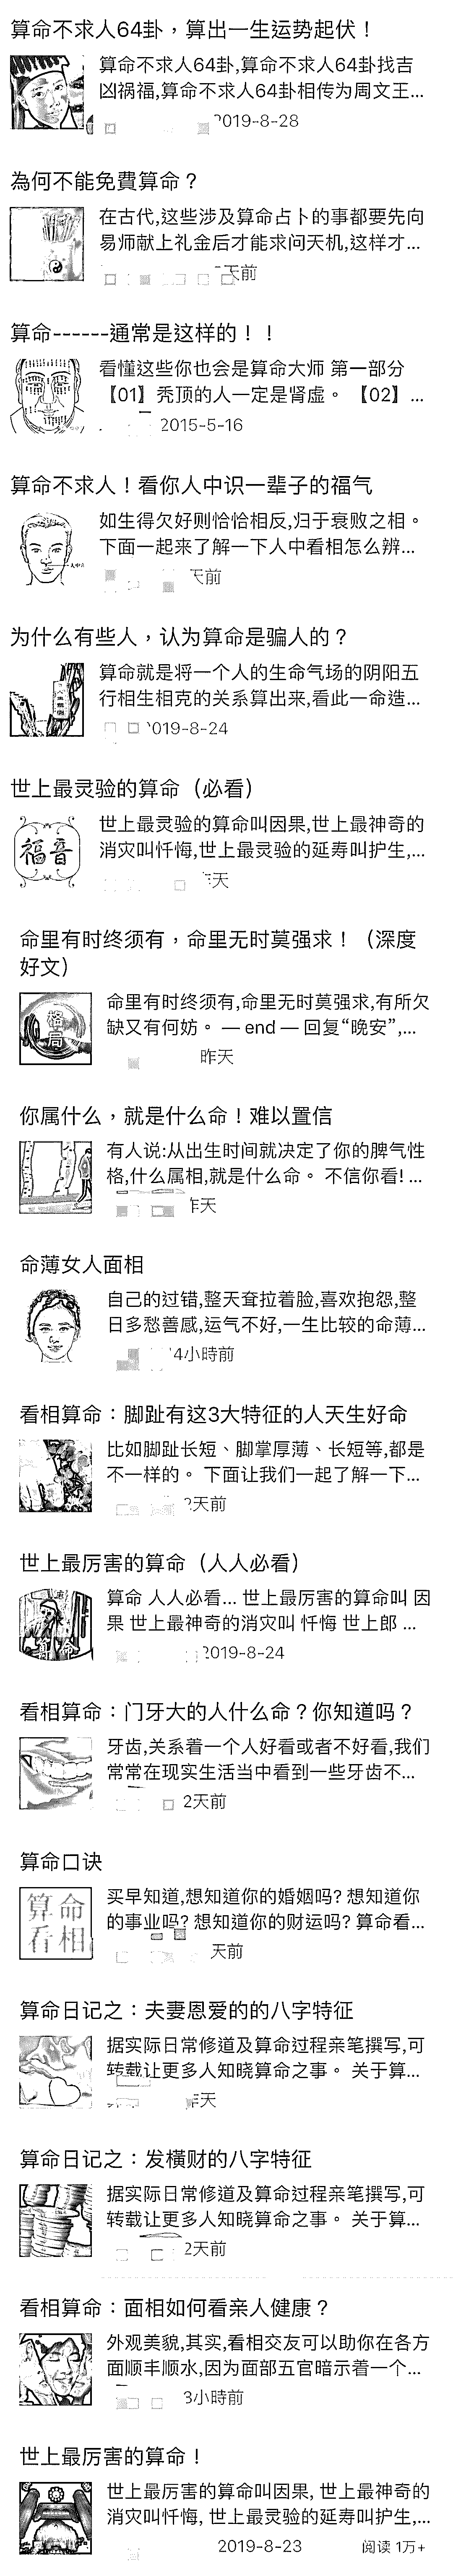 算命不求人64卦，算出一生运势起伏！
算命不求人64卦,算命不求人64卦找吉
凶祸福,算命不求人64卦相传为周文王...
2019-8-28
為何不能免費算命？
在古代,这些涉及算命占卜的事都要先向
易师献上礼金后才能求问天机,这样才...
天前
算命------通常是这样的！！
看懂这些你也会是算命大师 第一部分
【01】秃顶的人一定是肾虚。 【02】 ...
2015-5-16
算命不求人！看你人中识一辈子的福气
如生得欠好则恰恰相反,归于衰败之相。
下面一起来了解一下人中看相怎么辨...
天前
为什么有些人，认为算命是骗人的？
算命就是将一个人的生命气场的阴阳五
行相生相克的关系算出来,看此一命造...
2019-8-24
世上最灵验的算命（必看）
世上最灵验的算命叫因果,世上最神奇的
消灾叫忏悔,世上最灵验的延寿叫护生,...
福音
天
命里有时终须有，命里无时莫强求！（深度
好文）
命里有时终须有,命里无时莫强求,有所欠
缺又有何妨。 — end — 回复“晚安”,...
格局
昨天
你属什么，就是什么命！难以置信
有人说:从出生时间就决定了你的脾气性
格,什么属相,就是什么命。 不信你看! ...
昨天
命薄女人面相
自己的过错,整天耷拉着脸,喜欢抱怨,整
日多愁善感,运气不好,一生比较的命薄...
4小時前
看相算命：脚趾有这3大特征的人天生好命
比如脚趾长短、脚掌厚薄、长短等,都是
不一样的。 下面让我们一起了解一下...
2天前
世上最厉害的算命（人人必看）
算命 人人必看... 世上最厉害的算命叫 因
果 世上最神奇的消灾叫 忏悔 世上郎 ...
2019-8-24
看相算命：门牙大的人什么命？你知道吗？
牙齿,关系着一个人好看或者不好看,我们
常常在现实生活当中看到一些牙齿不...
2天前
算命口诀
买早知道,想知道你的婚姻吗? 想知道你
的事业吗? 想知道你的财运吗? 算命看...
算命
看相
天前
算命日记之：夫妻恩爱的的八字特征
据实际日常修道及算命过程亲笔撰写,可
转载让更多人知晓算命之事。 关于算...
天
算命日记之：发横财的八字特征
据实际日常修道及算命过程亲笔撰写,可
转载让更多人知晓算命之事。 关于算...
2天前
看相算命：面相如何看亲人健康？
外观美貌,其实,看相交友可以助你在各方
面顺丰顺水,因为面部五官暗示着一个...
3小時前
世上最厉害的算命！
世上最厉害的算命叫因果, 世上最神奇的
消灾叫忏悔, 世上最灵验的延寿叫护生,...
2019-8-23 阅读 1万+